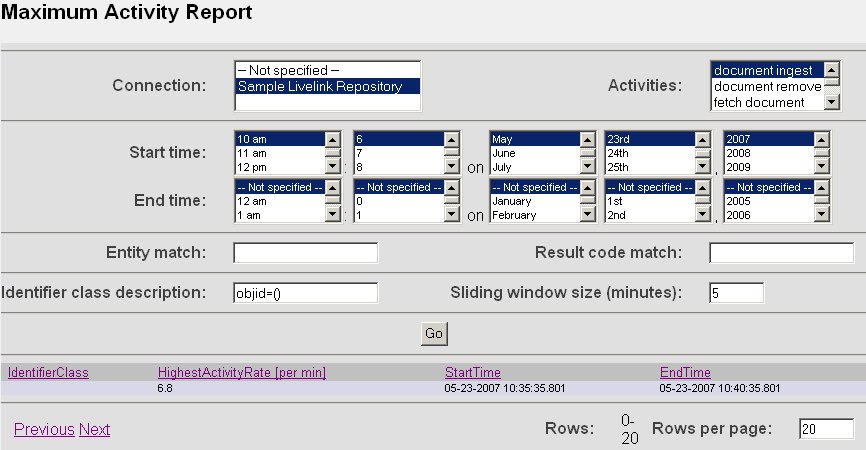 Maximum Activity Report
Connection: -- Not specified -- Activities: document ingest
Sample Livelink Repository document remove
fetch document
Start time: 10 am 6 May 23rd 2007
11 am 7 June 24th 2008
12 pm : 8 on July 25th , 2009
End time: -- Not specified -- -- Not specified -- -- Not specified -- -- Not specified -- -- Not specified --
12 am 0 January 1st 2005
1 am : 1 on February 2nd , 2006
Entity match: Result code match:
Identifier class description: objid=() Sliding window size (minutes): 5
Go
IdentifierClass HighestActivityRate [per min] StartTime EndTime
6.8 05-23-2007 10:35:35.801 05-23-2007 10:40:35.801
Previous Next Rows: 0-20 Rows per page: 20